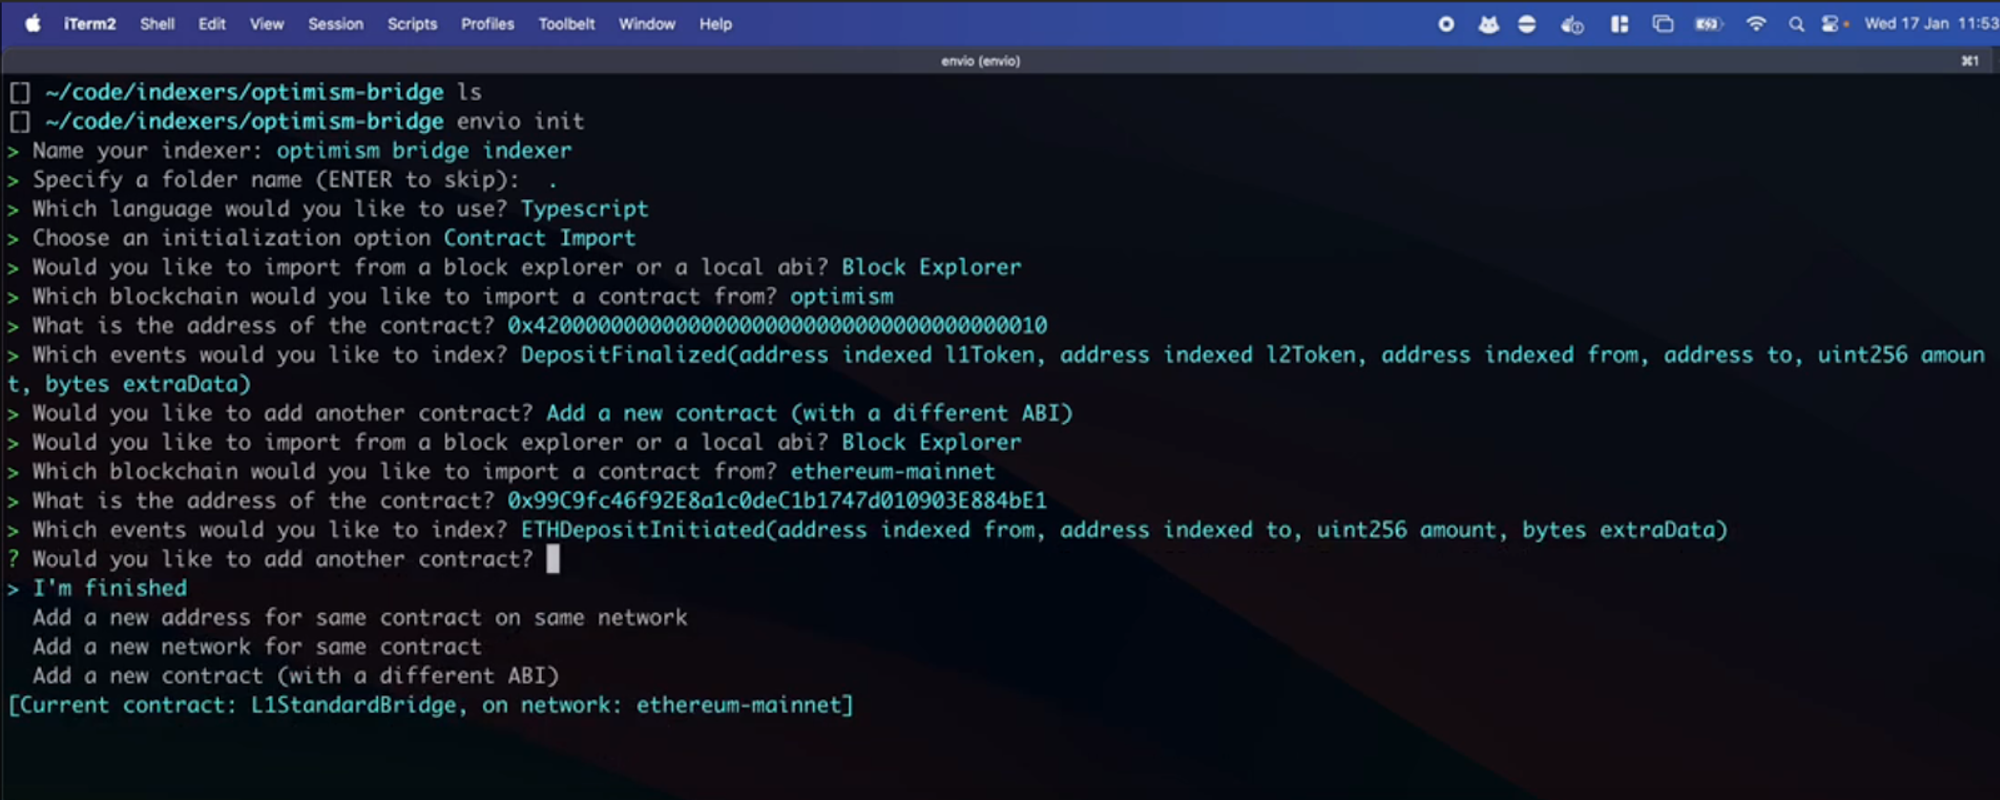 iTerm2 Shell Edit View Session Scripts Profiles Toolbelt Window Help Wed 17 Jan 11:53
envio (envio) ⌘1
[] ~/code/indexers/optimism-bridge ls
[] ~/code/indexers/optimism-bridge envio init
> Name your indexer: optimism bridge indexer
> Specify a folder name (ENTER to skip):  .
> Which language would you like to use? Typescript
> Choose an initialization option Contract Import
> Would you like to import from a block explorer or a local abi? Block Explorer
> Which blockchain would you like to import a contract from? optimism
> What is the address of the contract? 0x4200000000000000000000000000000000000010
> Which events would you like to index? DepositFinalized(address indexed l1Token, address indexed l2Token, address indexed from, address to, uint256 amoun
t, bytes extraData)
> Would you like to add another contract? Add a new contract (with a different ABI)
> Would you like to import from a block explorer or a local abi? Block Explorer
> Which blockchain would you like to import a contract from? ethereum-mainnet
> What is the address of the contract? 0x99C9fc46f92E8a1c0deC1b1747d010903E884bE1
> Which events would you like to index? ETHDepositInitiated(address indexed from, address indexed to, uint256 amount, bytes extraData)
? Would you like to add another contract?
> I'm finished
Add a new address for same contract on same network
Add a new network for same contract
Add a new contract (with a different ABI)
[Current contract: L1StandardBridge, on network: ethereum-mainnet]